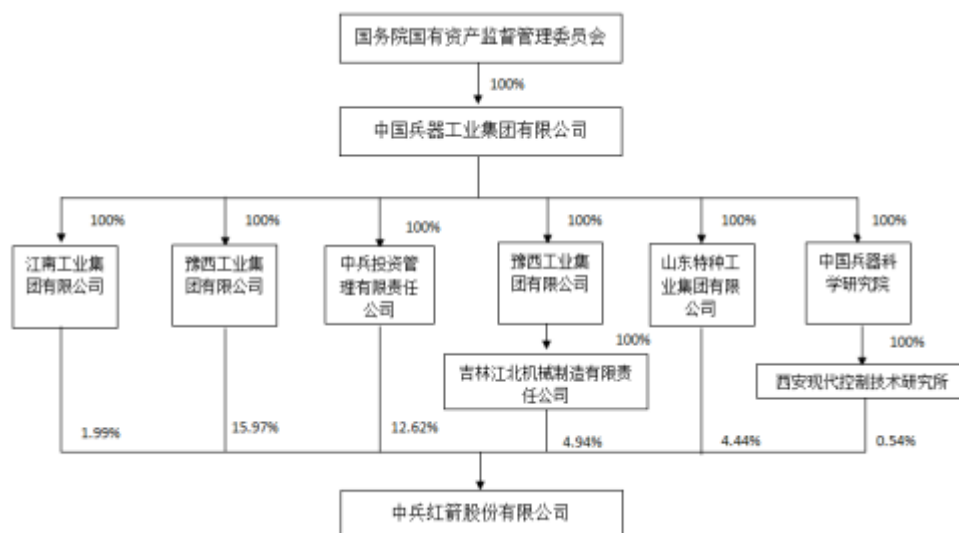 国务院国有资产监督管理委员会
100%
中国兵器工业集团有限公司
100%
100%
100%
100%
100%
100%
江南工业集
团有限公司
豫西工业集
团有限公司
中兵投资管
理有限责任
公司
豫西工业集
团有限公司
山东特种工
业集团有限
公司
中国兵器科
学研究院
100%
100%
吉林江北机械制造有限责
任公司
西安现代控制技术研究所
1.99%
15.97%
12.62%
4.94%
4.44%
0.54%
中兵红箭股份有限公司